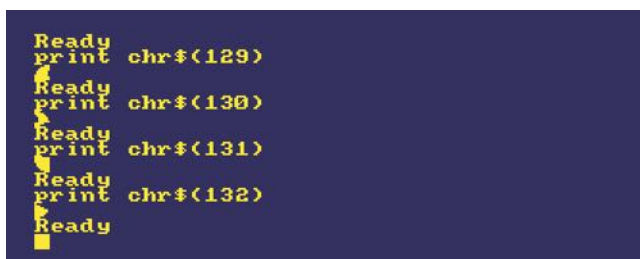 Ready
print chr$(129)
Ready
print chr$(130)
Ready
print chr$(131)
Ready
print chr$(132)
Ready